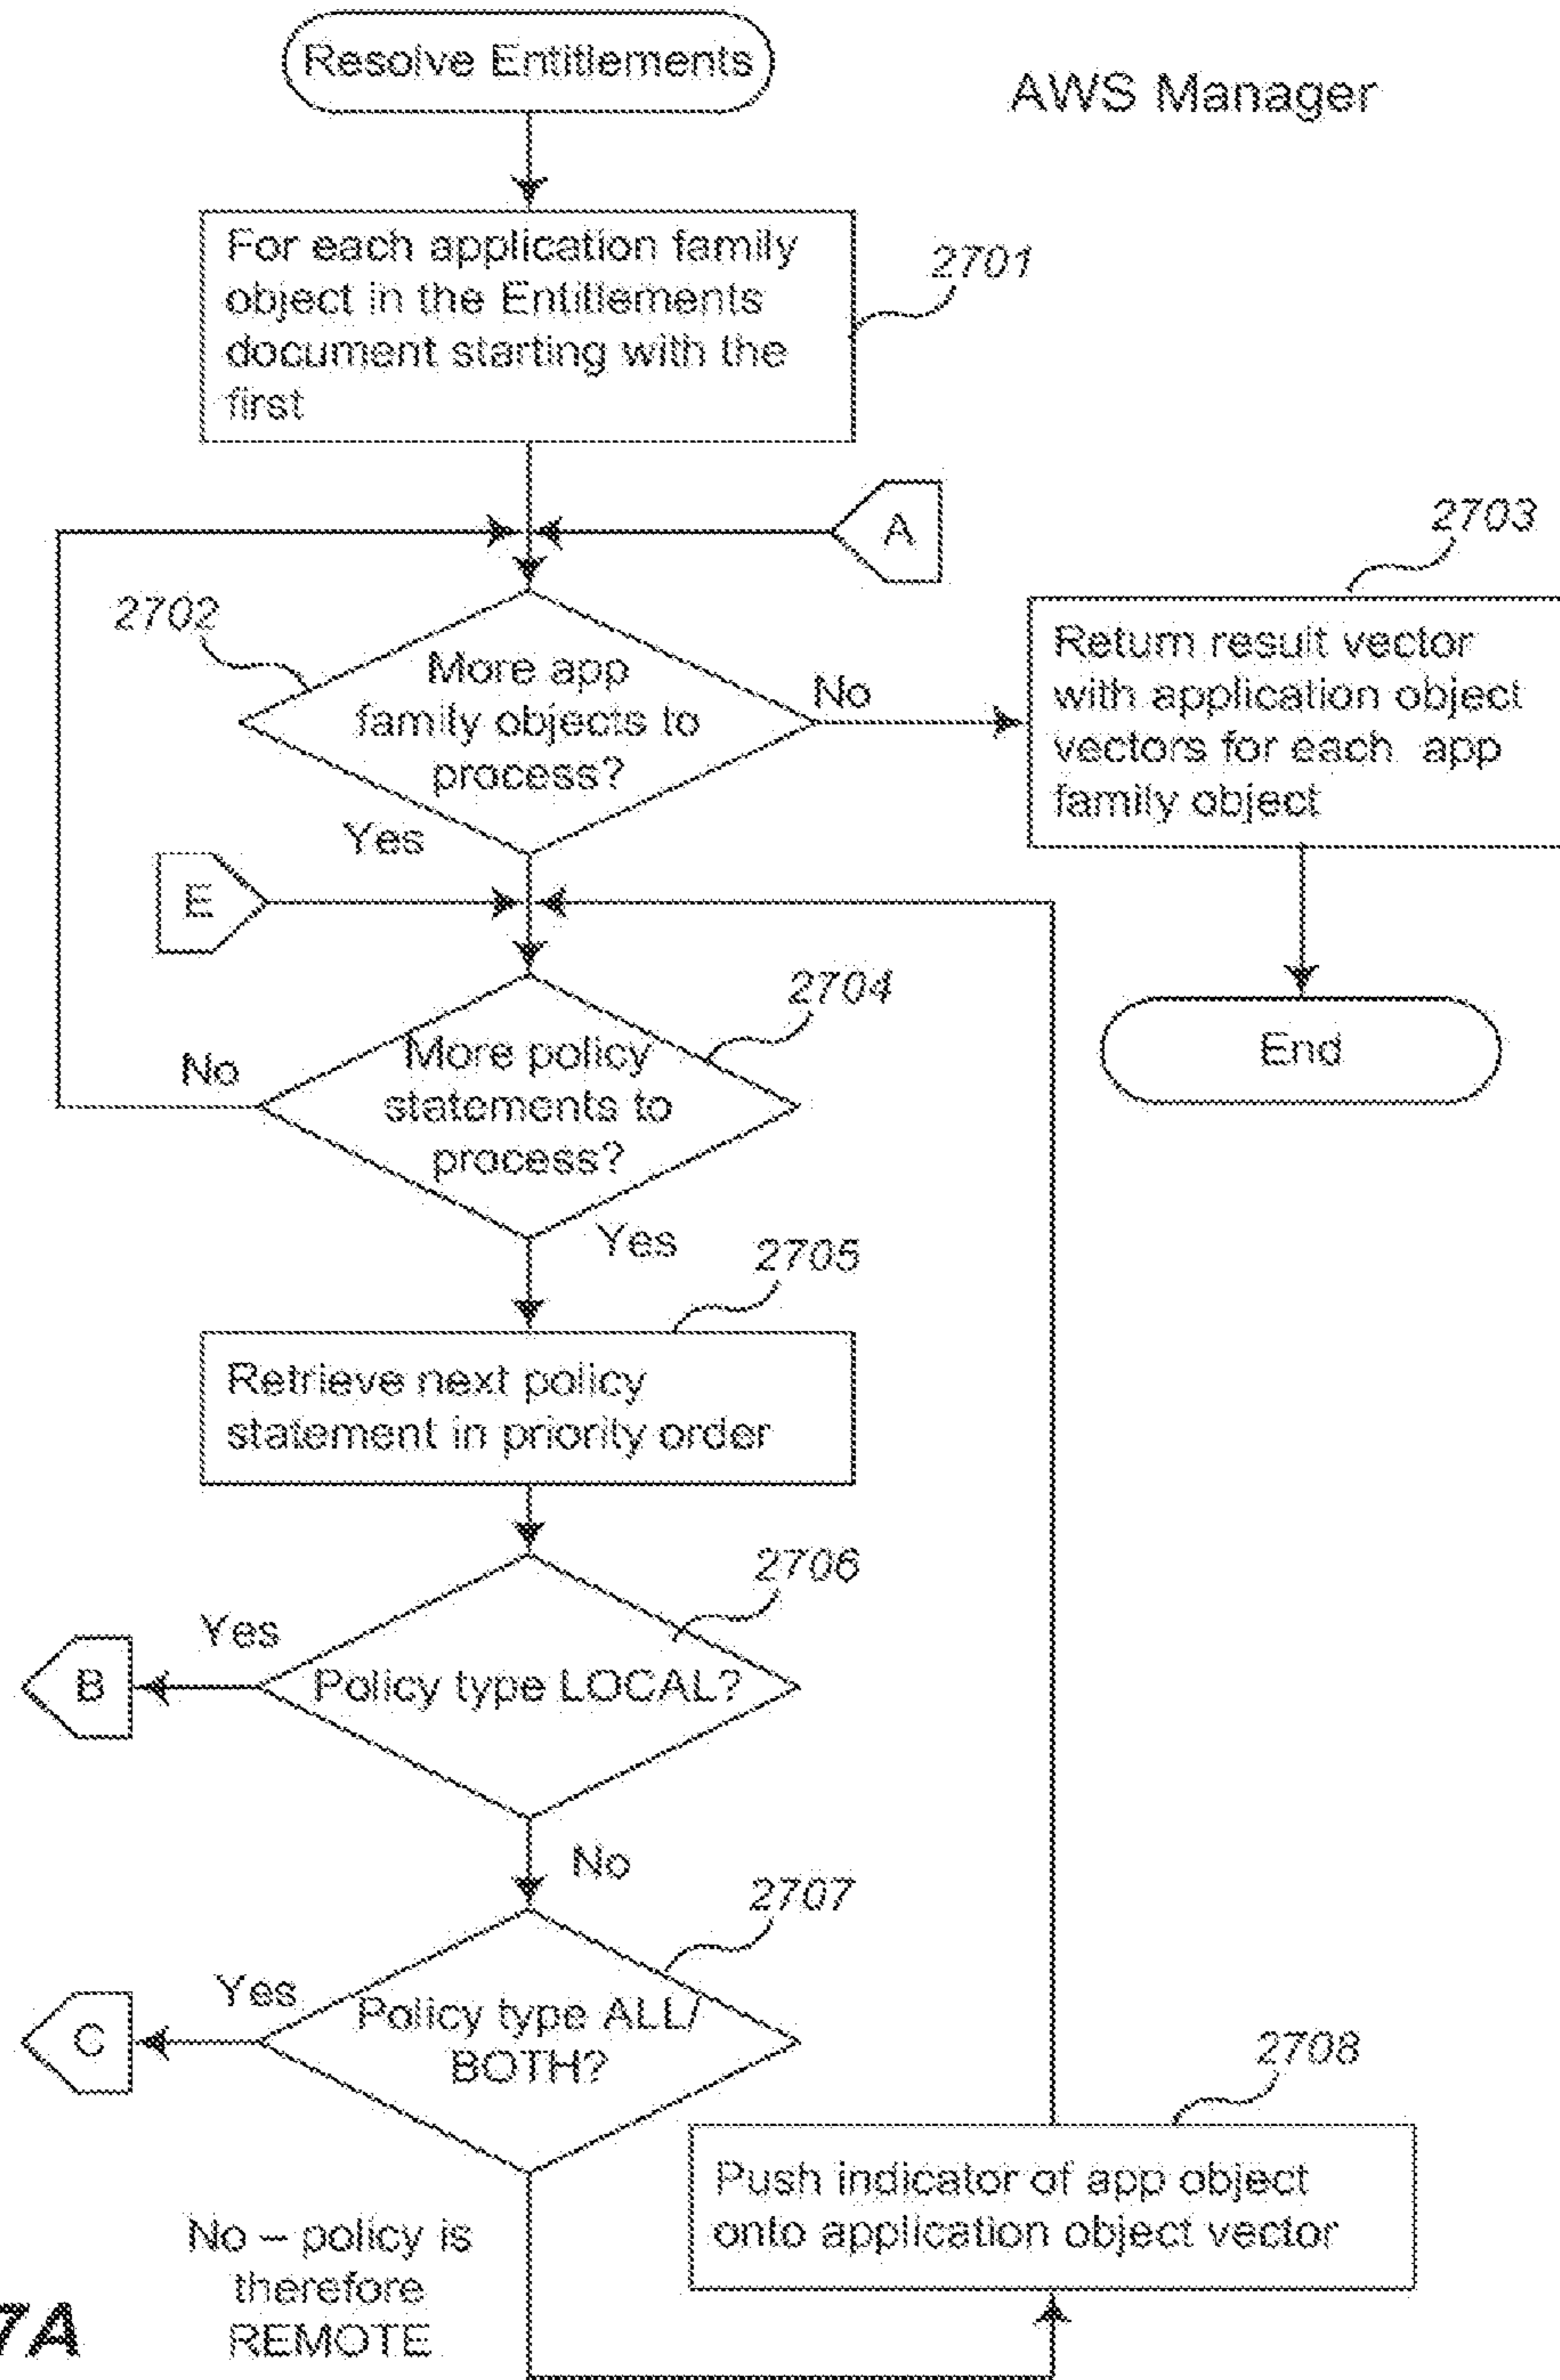 Resolve Entitlements
AWS Manager
For each application family
object in the Entitlements
document starting with the
first
2701
A
2703
2702
More app
family objects to
process?
No
Return result vector
with application object
vectors for each app
family object
Yes
E
2704
No
More policy
statements to
process?
End
Yes
2705
Retrieve next policy
statement in priority order
2706
Yes
B
Policy type LOCAL?
No
2707
Yes
C
Policy type ALL/
BOTH?
2708
Push indicator of app object
onto application object vector
No – policy is
therefore
REMOTE
7A